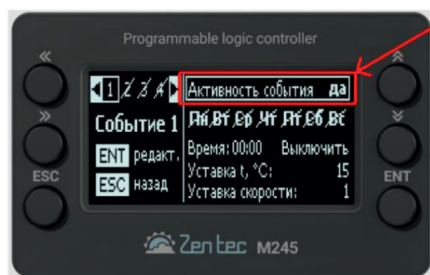 Programmable logic controller
1 2 3 4
Активность события да
Событие 1
Пн, Вт, Ср, Чт, Пт, Сб, Вс
ENT редакт.
Время: 00:00 Выключить
ESC назад
Уставка t, °C: 15
Уставка скорости: 1
ESC
ENT
Zentec M245